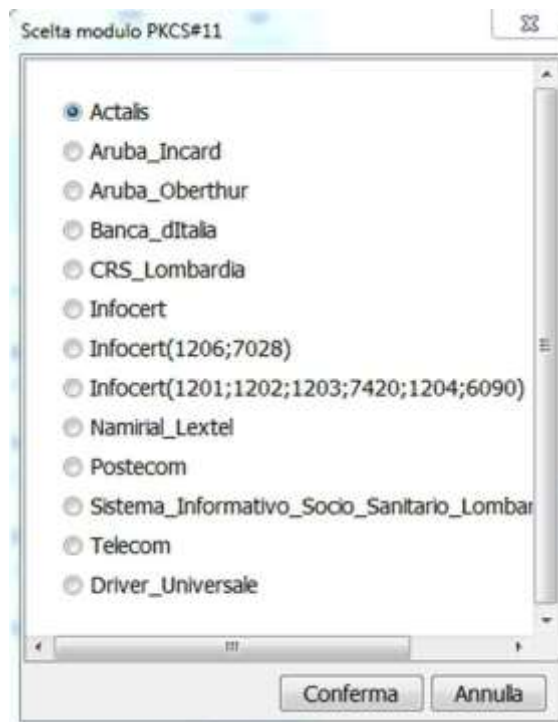 Scelta modulo PKCS#11
Actalis
Aruba_Incard
Aruba_Oberthur
Banca_dItalia
CRS_Lombardia
Infocert
Infocert(1206;7028)
Infocert(1201;1202;1203;7420;1204;6090)
Namirial_Lextel
Postecom
Sistema_Informativo_Socio_Sanitario_Lombar
Telecom
Driver_Universale
Conferma Annulla